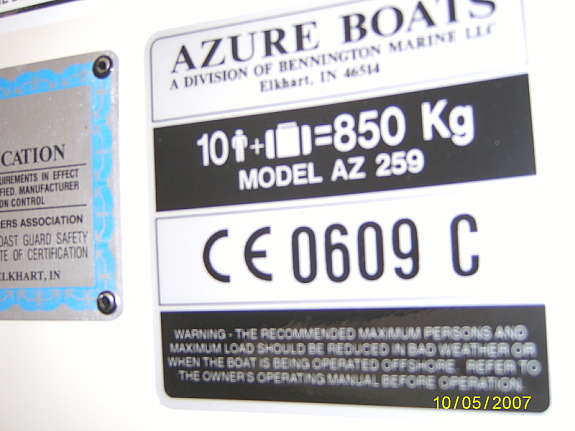 AZURE BOATS
A DIVISION OF BENNINGTON MARINE LLC
Elkhart, IN 46514
10+=850 Kg
MODEL AZ 259
CE 0609 C
WARNING - THE RECOMMENDED MAXIMUM PERSONS AND
MAXIMUM LOAD SHOULD BE REDUCED IN BAD WEATHER OR
WHEN THE BOAT IS BEING OPERATED OFFSHORE. REFER TO
THE OWNER'S OPERATING MANUAL BEFORE OPERATION.
CATION
QUIREMENTS IN EFFECT
IFIED. MANUFACTURER
ON CONTROL
ERS ASSOCIATION
OAST GUARD SAFETY
TE OF CERTIFICATION
ELKHART, IN
10/05/2007